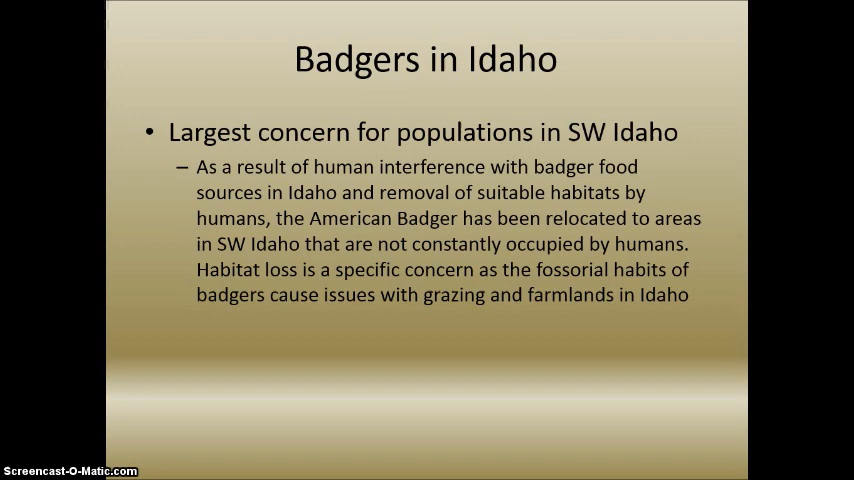 Badgers in Idaho
• Largest concern for populations in SW Idaho
– As a result of human interference with badger food
sources in Idaho and removal of suitable habitats by
humans, the American Badger has been relocated to areas
in SW Idaho that are not constantly occupied by humans.
Habitat loss is a specific concern as the fossorial habits of
badgers cause issues with grazing and farmlands in Idaho
Screencast-O-Matic.com